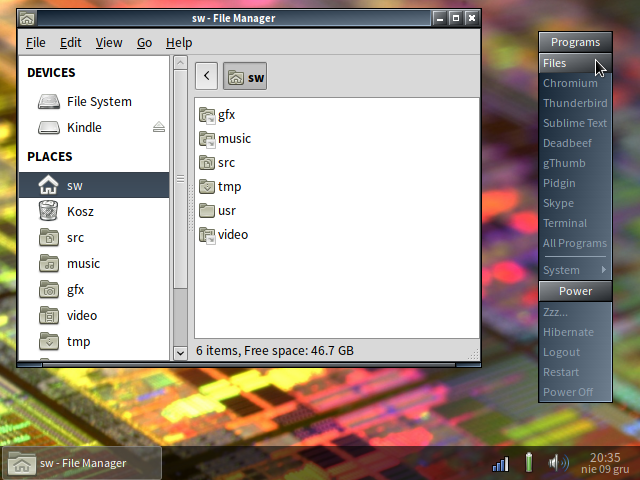 sw - File Manager
File Edit View Go Help
DEVICES
File System
Kindle
PLACES
sw
Kosz
src
music
gfx
video
tmp
< sw
gfx
music
src
tmp
usr
video
6 items, Free space: 46.7 GB
Programs
Files
Chromium
Thunderbird
Sublime Text
Deadbeef
gThumb
Pidgin
Skype
Terminal
All Programs
System
Power
Zzz...
Hibernate
Logout
Restart
Power Off
sw - File Manager
20:35
nie 09 gru